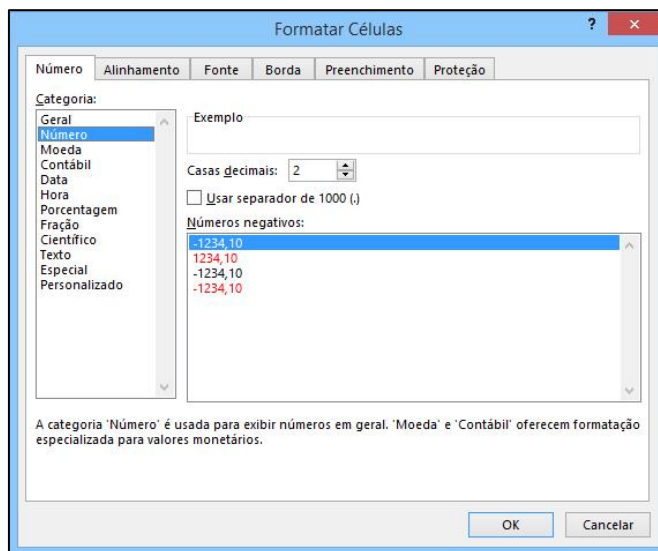 Formatar Células
?
×
Número Alinhamento Fonte Borda Preenchimento Proteção
Categoria:
Geral
Número
Moeda
Contábil
Data
Hora
Porcentagem
Fração
Científico
Texto
Especial
Personalizado
Exemplo
Casas decimais: 2
Usar separador de 1000 (.)
Números negativos:
-1234,10
1234,10
-1234,10
-1234,10
A categoria 'Número' é usada para exibir números em geral. 'Moeda' e 'Contábil' oferecem formatação
especializada para valores monetários.
OK Cancelar